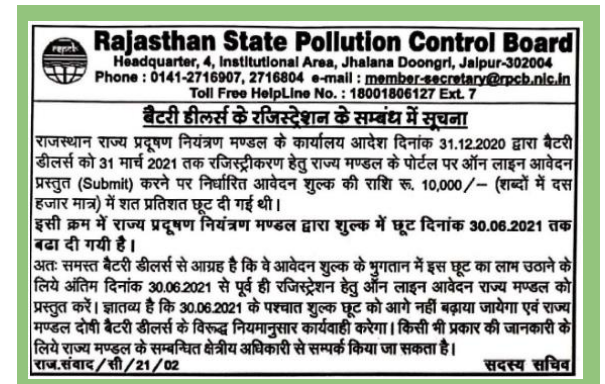 Rajasthan State Pollution Control Board
Headquarter, 4, Institutional Area, Jhalana Doongri, Jaipur-302004
Phone : 0141-2716907, 2716804 e-mail : member-secretary@rpcb.nic.in
Toll Free HelpLine No. : 18001806127 Ext. 7
बैटरी डीलर्स के रजिस्ट्रेशन के सम्बंध में सूचना
राजस्थान राज्य प्रदूषण नियंत्रण मण्डल के कार्यालय आदेश दिनांक 31.12.2020 द्वारा बैटरी
डीलर्स को 31 मार्च 2021 तक रजिस्ट्रीकरण हेतु राज्य मण्डल के पोर्टल पर ऑन लाइन आवेदन
प्रस्तुत (Submit) करने पर निर्धारित आवेदन शुल्क की राशि रू. 10,000/- (शब्दों में दस
हजार मात्र) में शत प्रतिशत छूट दी गई थी।
इसी क्रम में राज्य प्रदूषण नियंत्रण मण्डल द्वारा शुल्क में छूट दिनांक 30.06.2021 तक
बढा दी गयी है।
अतः समस्त बैटरी डीलर्स से आग्रह है कि वे आवेदन शुल्क के भुगतान में इस छूट का लाभ उठाने के
लिये अंतिम दिनांक 30.06.2021 से पूर्व ही रजिस्ट्रेशन हेतु ऑन लाइन आवेदन राज्य मण्डल को
प्रस्तुत करें। ज्ञातव्य है कि 30.06.2021 के पश्चात शुल्क छूट को आगे नहीं बढ़ाया जायेगा एवं राज्य
मण्डल दोषी बैटरी डीलर्स के विरूद्ध नियमानुसार कार्यवाही करेगा। किसी भी प्रकार की जानकारी के
लिये राज्य मण्डल के सम्बन्धित क्षेत्रीय अधिकारी से सम्पर्क किया जा सकता है।
राज.संवाद/सी/21/02 सदस्य सचिव